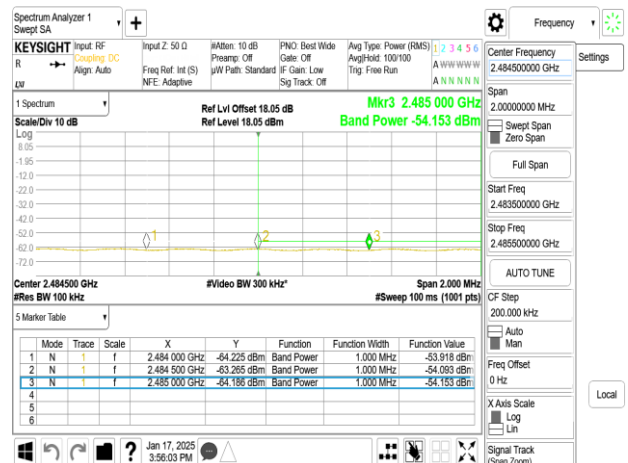 Spectrum Analyzer 1
Swept SA
+
Frequency
KEYSIGHT
R
Input: RF
Coupling: DC
Align: Auto
Input Z: 50 Ω
Freq Ref: Int (S)
NFE: Adaptive
#Atten: 10 dB
Preamp: Off
µW Path: Standard
PNO: Best Wide
Gate: Off
IF Gain: Low
Sig Track: Off
Avg Type: Power (RMS)
Avg|Hold: 100/100
Trig: Free Run
1 2 3 4 5 6
A W W W W W
A N N N N N
LXI
1 Spectrum
Scale/Div 10 dB
Ref Lvl Offset 18.05 dB
Ref Level 18.05 dBm
Mkr3 2.485 000 GHz
Band Power -54.153 dBm
Log
8.05
-1.95
-12.0
-22.0
-32.0
-42.0
-52.0
-62.0
-72.0
1
2
3
Center 2.484500 GHz
#Video BW 300 kHz*
Span 2.000 MHz
#Res BW 100 kHz
#Sweep 100 ms (1001 pts)
5 Marker Table
Mode Trace Scale X Y Function Function Width Function Value
1 N 1 f 2.484 000 GHz -64.225 dBm Band Power 1.000 MHz -53.918 dBm
2 N 1 f 2.484 500 GHz -63.265 dBm Band Power 1.000 MHz -54.093 dBm
3 N 1 f 2.485 000 GHz -64.186 dBm Band Power 1.000 MHz -54.153 dBm
4
5
6
?
Jan 17, 2025
3:56:03 PM
Center Frequency
2.484500000 GHz
Settings
Span
2.00000000 MHz
Swept Span
Zero Span
Full Span
Start Freq
2.483500000 GHz
Stop Freq
2.485500000 GHz
AUTO TUNE
CF Step
200.000 kHz
Auto
Man
Freq Offset
0 Hz
Local
X Axis Scale
Log
Lin
Signal Track
(Span Zoom)